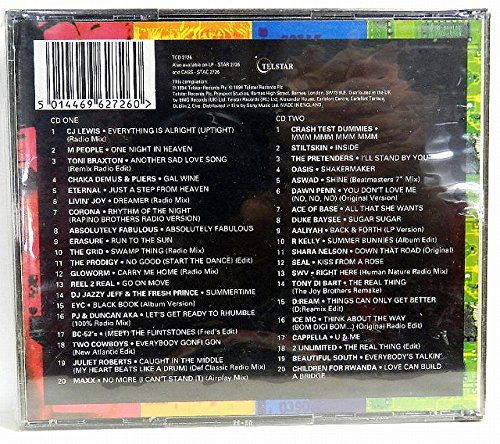 TCD 2726
Also available on LP - STAR 2726
and CASS - STAC 2726
TELSTAR
This compilation:
5 014469 627260
CD ONE
1 CJ LEWIS • EVERYTHING IS ALRIGHT (UPTIGHT)
(Radio Mix)
2 M PEOPLE • ONE NIGHT IN HEAVEN
3 TONI BRAXTON • ANOTHER SAD LOVE SONG
(Remix Radio Edit)
4 CHAKA DEMUS & PLIERS • GAL WINE
5 ETERNAL • JUST A STEP FROM HEAVEN
6 LIVIN' JOY • DREAMER (Radio Mix)
7 CORONA • RHYTHM OF THE NIGHT
(RAPINO BROTHERS RADIO VERSION)
8 ABSOLUTELY FABULOUS • ABSOLUTELY FABULOUS
9 ERASURE • RUN TO THE SUN
10 THE GRID • SWAMP THING (Radio Mix)
11 THE PRODIGY • NO GOOD (START THE DANCE) (Edit)
12 GLOWORM • CARRY ME HOME (Radio Mix)
13 REEL 2 REAL • GO ON MOVE
14 DJ JAZZY JEFF & THE FRESH PRINCE • SUMMERTIME
15 EYC • BLACK BOOK (Album Version)
16 PJ & DUNCAN AKA • LET'S GET READY TO RHUMBLE
(100% Radio Mix)
17 BC-52's • (MEET) THE FLINTSTONES (Fred's Edit)
18 TWO COWBOYS • EVERYBODY GONFI GON
(New Atlantic Edit)
19 JULIET ROBERTS • CAUGHT IN THE MIDDLE
(MY HEART BEATS LIKE A DRUM) (Def Classic Radio Mix)
20 MAXX • NO MORE (I CAN'T STAND IT) (Airplay Mix)
CD TWO
1 CRASH TEST DUMMIES •
MMM MMMM MMMM MMMM
2 STILTSKIN • INSIDE
3 THE PRETENDERS • I'LL STAND BY YOU
4 OASIS • SHAKERMAKER
5 ASWAD • SHINE (Beatmasters 7" Mix)
6 DAWN PENN • YOU DON'T LOVE ME
(NO, NO, NO) (Original Version)
7 ACE OF BASE • ALL THAT SHE WANTS
8 DUKE BAYSEE • SUGAR SUGAR
9 AALIYAH • BACK & FORTH (LP Version)
10 R KELLY • SUMMER BUNNIES (Album Edit)
11 SHARA NELSON • DOWN THAT ROAD (Original)
12 SEAL • KISS FROM A ROSE
13 SWV • RIGHT HERE (Human Nature Radio Mix)
14 TONY DI BART • THE REAL THING
(The Joy Brothers Remake)
15 D:REAM • THINGS CAN ONLY GET BETTER
(D:Reamix Edit)
16 ICE MC • THINK ABOUT THE WAY
(BOM DIGI BOM...) (Original Radio Edit)
17 CAPPELLA • U & ME
18 2 UNLIMITED • THE REAL THING (Edit)
19 BEAUTIFUL SOUTH • EVERYBODY'S TALKIN'
20 CHILDREN FOR RWANDA • LOVE CAN BUILD
A BRIDGE